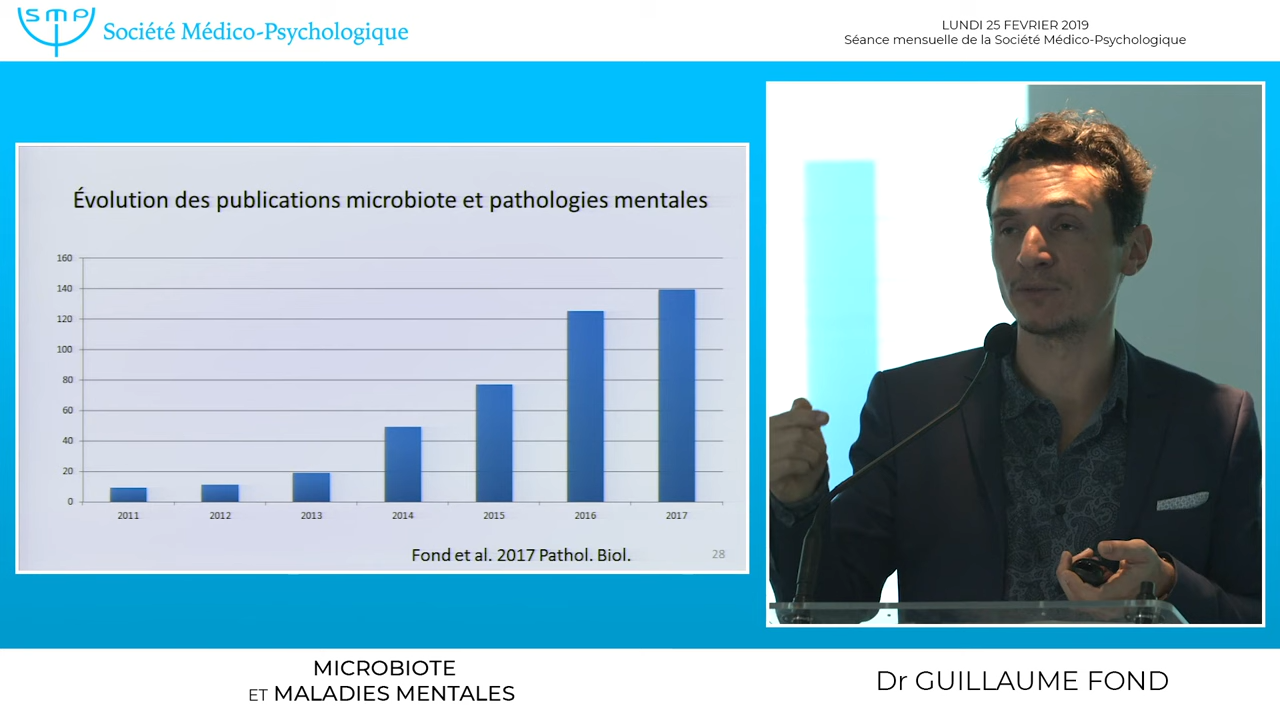 SMP
Société Médico-Psychologique
LUNDI 25 FEVRIER 2019
Séance mensuelle de la Société Médico-Psychologique
Évolution des publications microbiote et pathologies mentales
160
140
120
100
80
60
40
20
0
2011 2012 2013 2014 2015 2016 2017
Fond et al. 2017 Pathol. Biol.
28
MICROBIOTE
ET MALADIES MENTALES
Dr GUILLAUME FOND